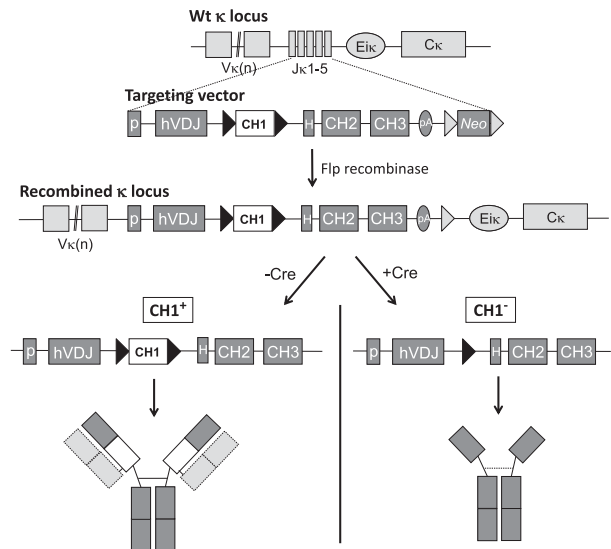 Wt κ locus
Eiκ Cκ
Vκ(n) Jκ1-5
Targeting vector
p hVDJ CH1 H CH2 CH3 pA Neo
Flp recombinase
Recombined κ locus
p hVDJ CH1 H CH2 CH3 pA Eiκ Cκ
Vκ(n)
-Cre +Cre
CH1⁺ CH1⁻
p hVDJ CH1 H CH2 CH3 p hVDJ H CH2 CH3